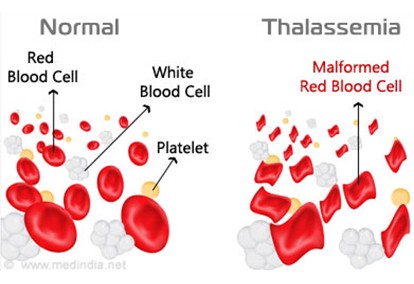 Normal
Thalassemia
Red
Blood Cell
White
Blood Cell
Platelet
Malformed
Red Blood Cell
www.medindia.net